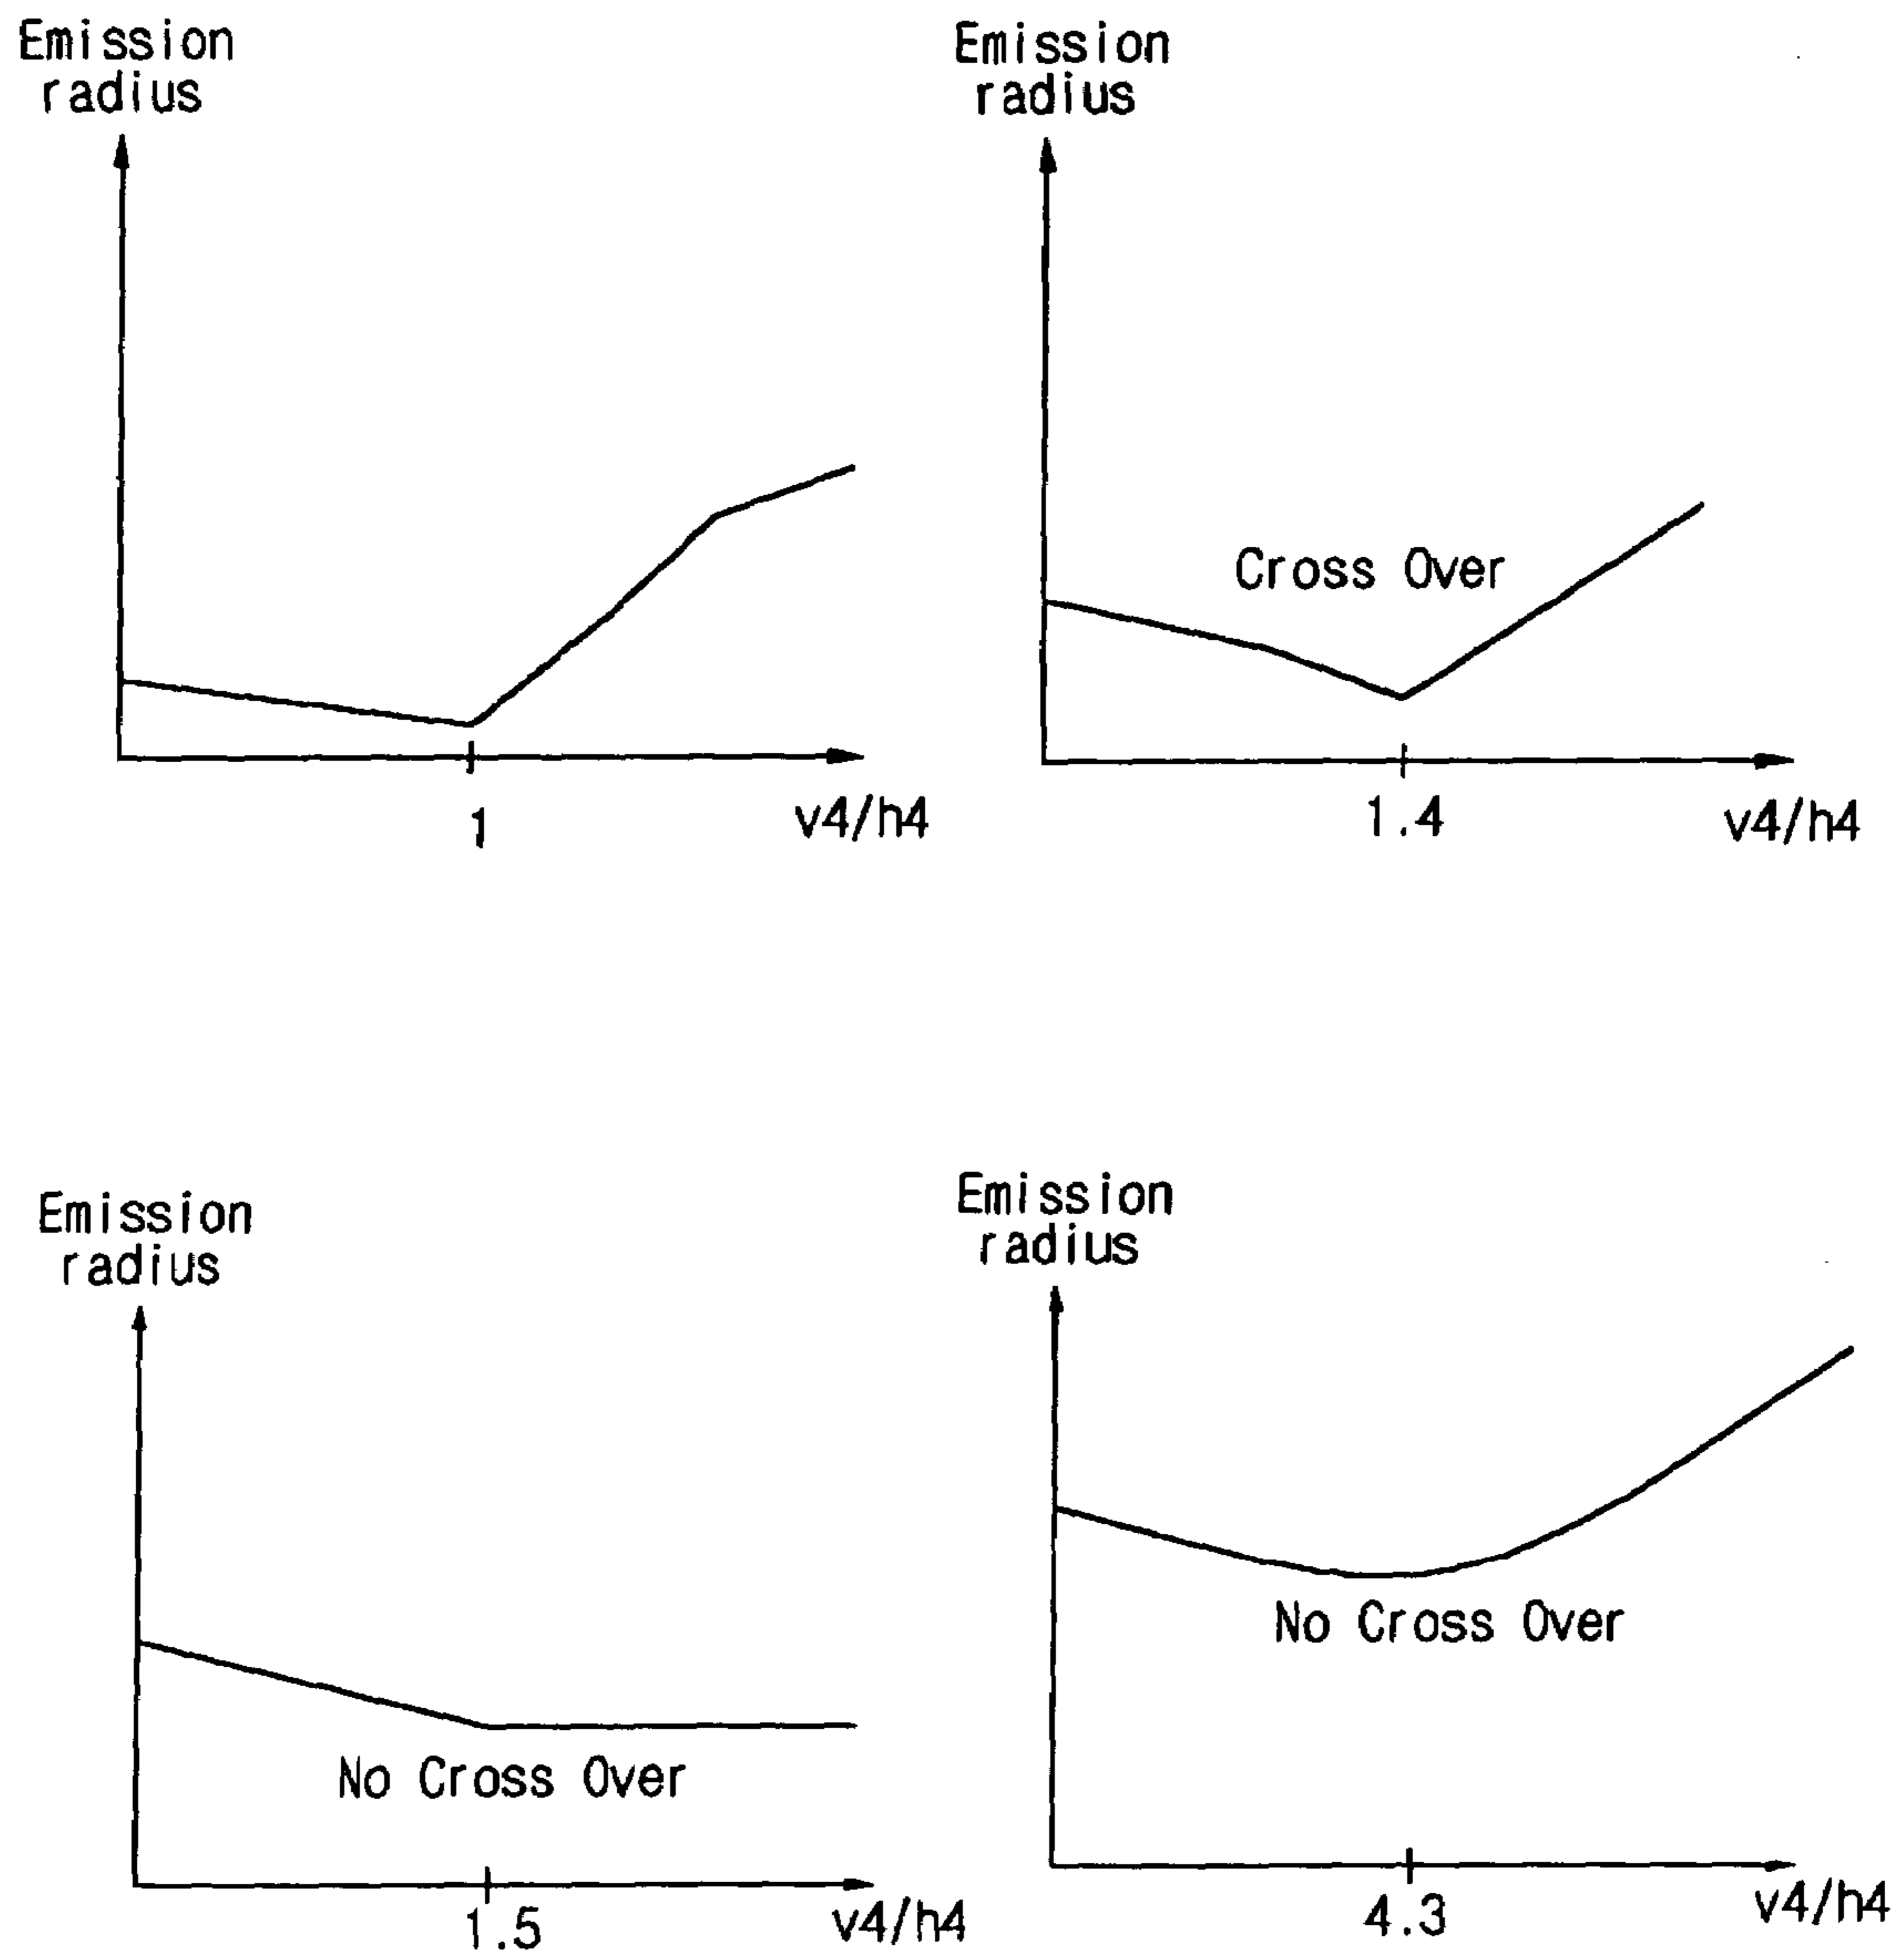 Emission
radius
1
v4/h4
Emission
radius
Cross Over
1.4
v4/h4
Emission
radius
No Cross Over
1.5
v4/h4
Emission
radius
No Cross Over
4.3
v4/h4